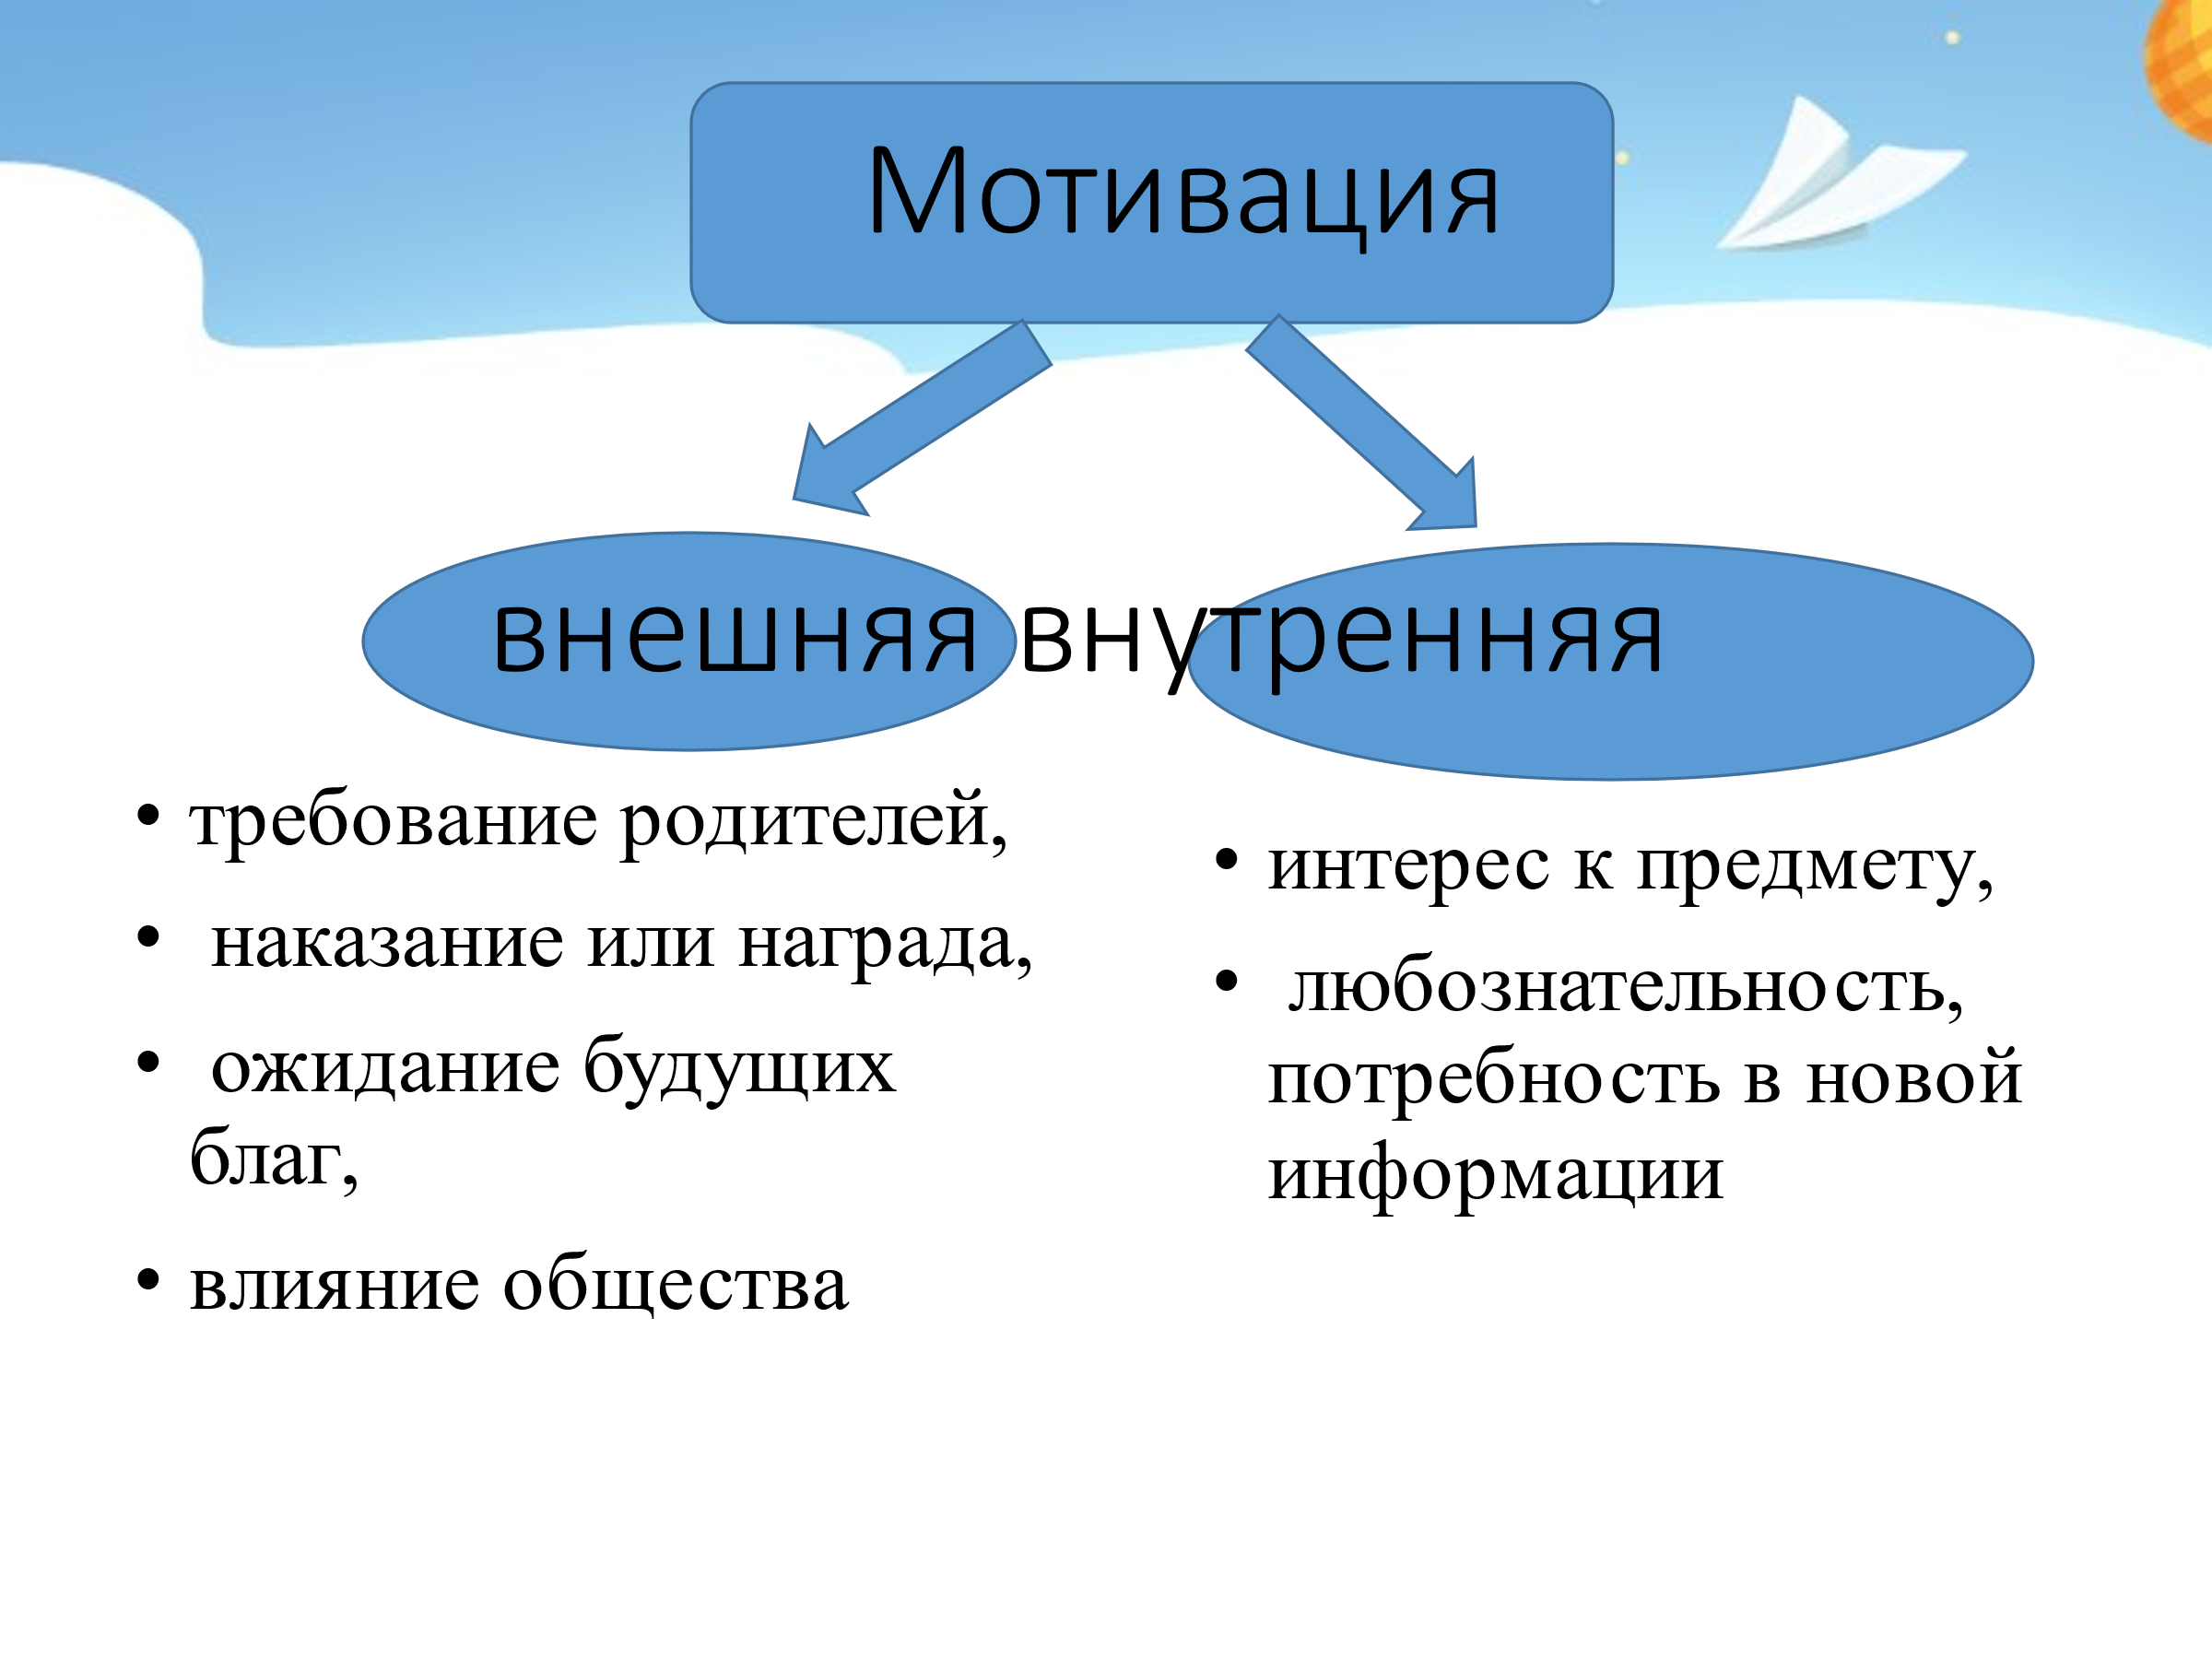 Мотивация
внешняя внутренняя
• требование родителей,
• наказание или награда,
• ожидание будущих
благ,
• влияние общества
• интерес к предмету,
• любознательность,
потребность в новой
информации